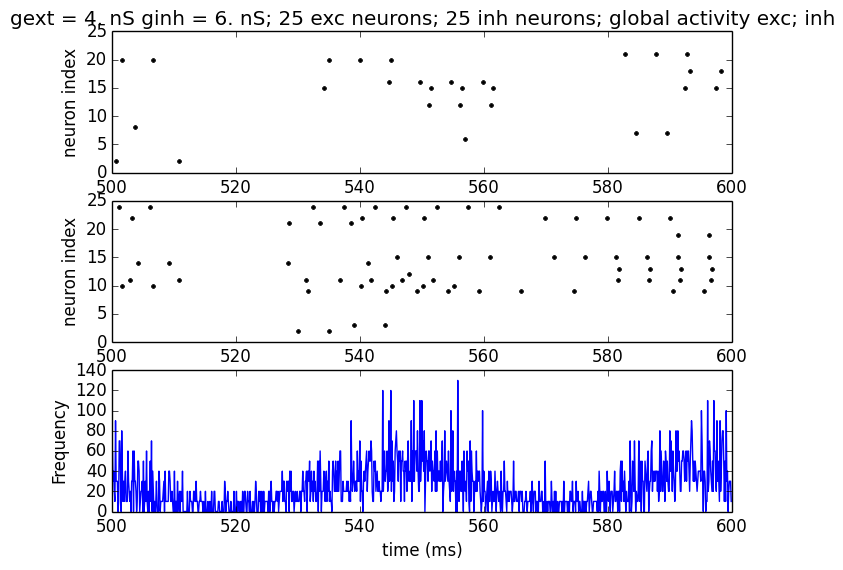 gext = 4. nS ginh = 6. nS; 25 exc neurons; 25 inh neurons; global activity exc; inh
25
20
15
10
5
0
neuron index
500 520 540 560 580 600
25
20
15
10
5
0
neuron index
500 520 540 560 580 600
140
120
100
80
60
40
20
0
Frequency
500 520 540 560 580 600
time (ms)